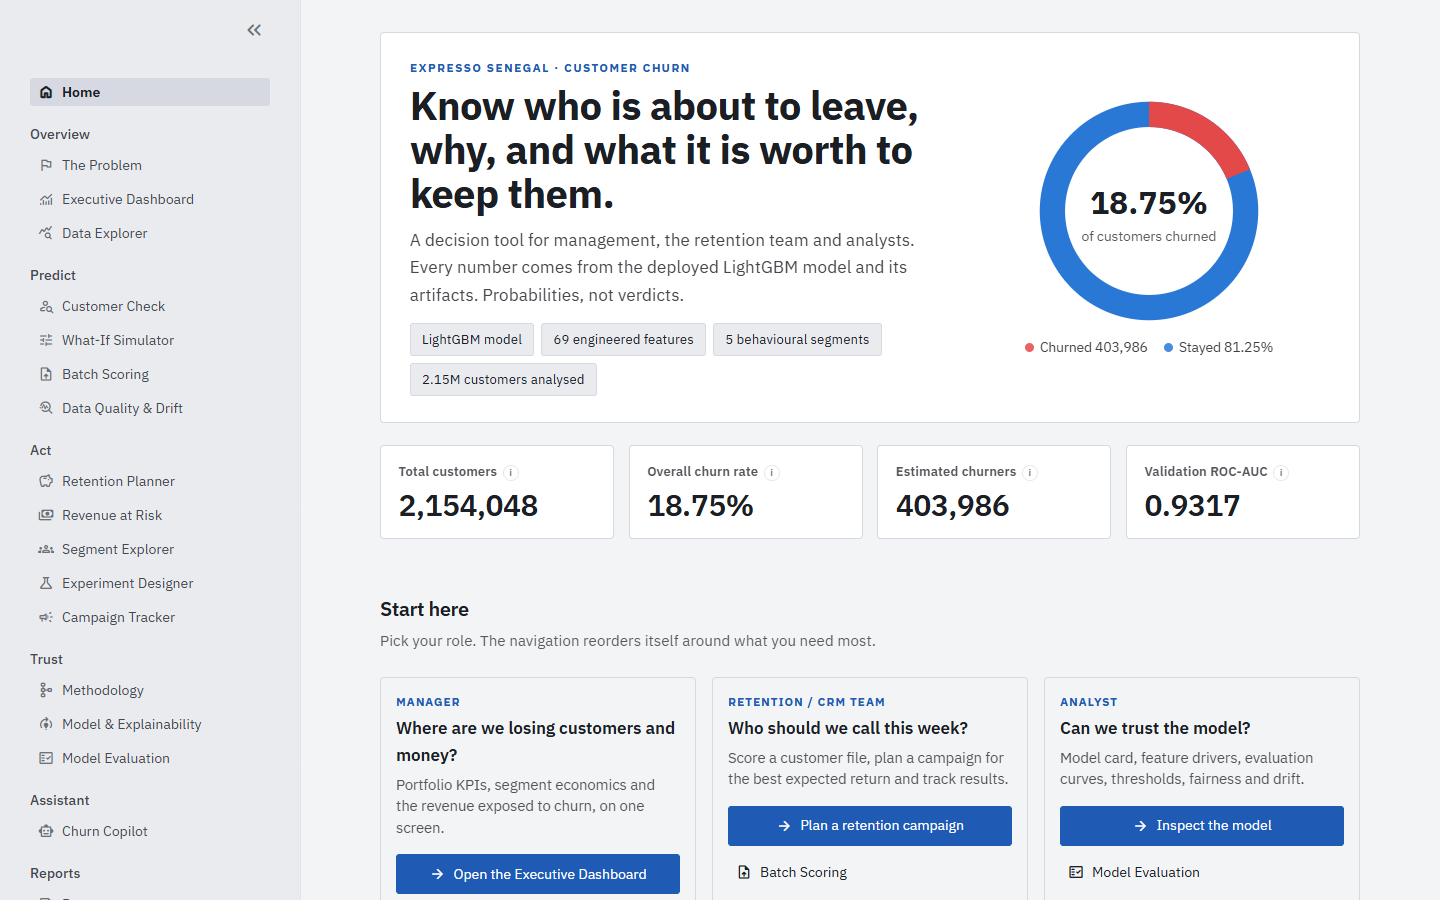 Home
Overview
The Problem
Executive Dashboard
Data Explorer
Predict
Customer Check
What-If Simulator
Batch Scoring
Data Quality & Drift
Act
Retention Planner
Revenue at Risk
Segment Explorer
Experiment Designer
Campaign Tracker
Trust
Methodology
Model & Explainability
Model Evaluation
Assistant
Churn Copilot
Reports
EXPRESSO SENEGAL · CUSTOMER CHURN
Know who is about to leave,
why, and what it is worth to
keep them.
A decision tool for management, the retention team and analysts.
Every number comes from the deployed LightGBM model and its
artifacts. Probabilities, not verdicts.
LightGBM model
69 engineered features
5 behavioural segments
2.15M customers analysed
18.75%
of customers churned
Churned 403,986
Stayed 81.25%
Total customers i
2,154,048
Overall churn rate i
18.75%
Estimated churners i
403,986
Validation ROC-AUC i
0.9317
Start here
Pick your role. The navigation reorders itself around what you need most.
MANAGER
Where are we losing customers and
money?
Portfolio KPIs, segment economics and
the revenue exposed to churn, on one
screen.
Open the Executive Dashboard
RETENTION / CRM TEAM
Who should we call this week?
Score a customer file, plan a campaign for
the best expected return and track results.
Plan a retention campaign
Batch Scoring
ANALYST
Can we trust the model?
Model card, feature drivers, evaluation
curves, thresholds, fairness and drift.
Inspect the model
Model Evaluation